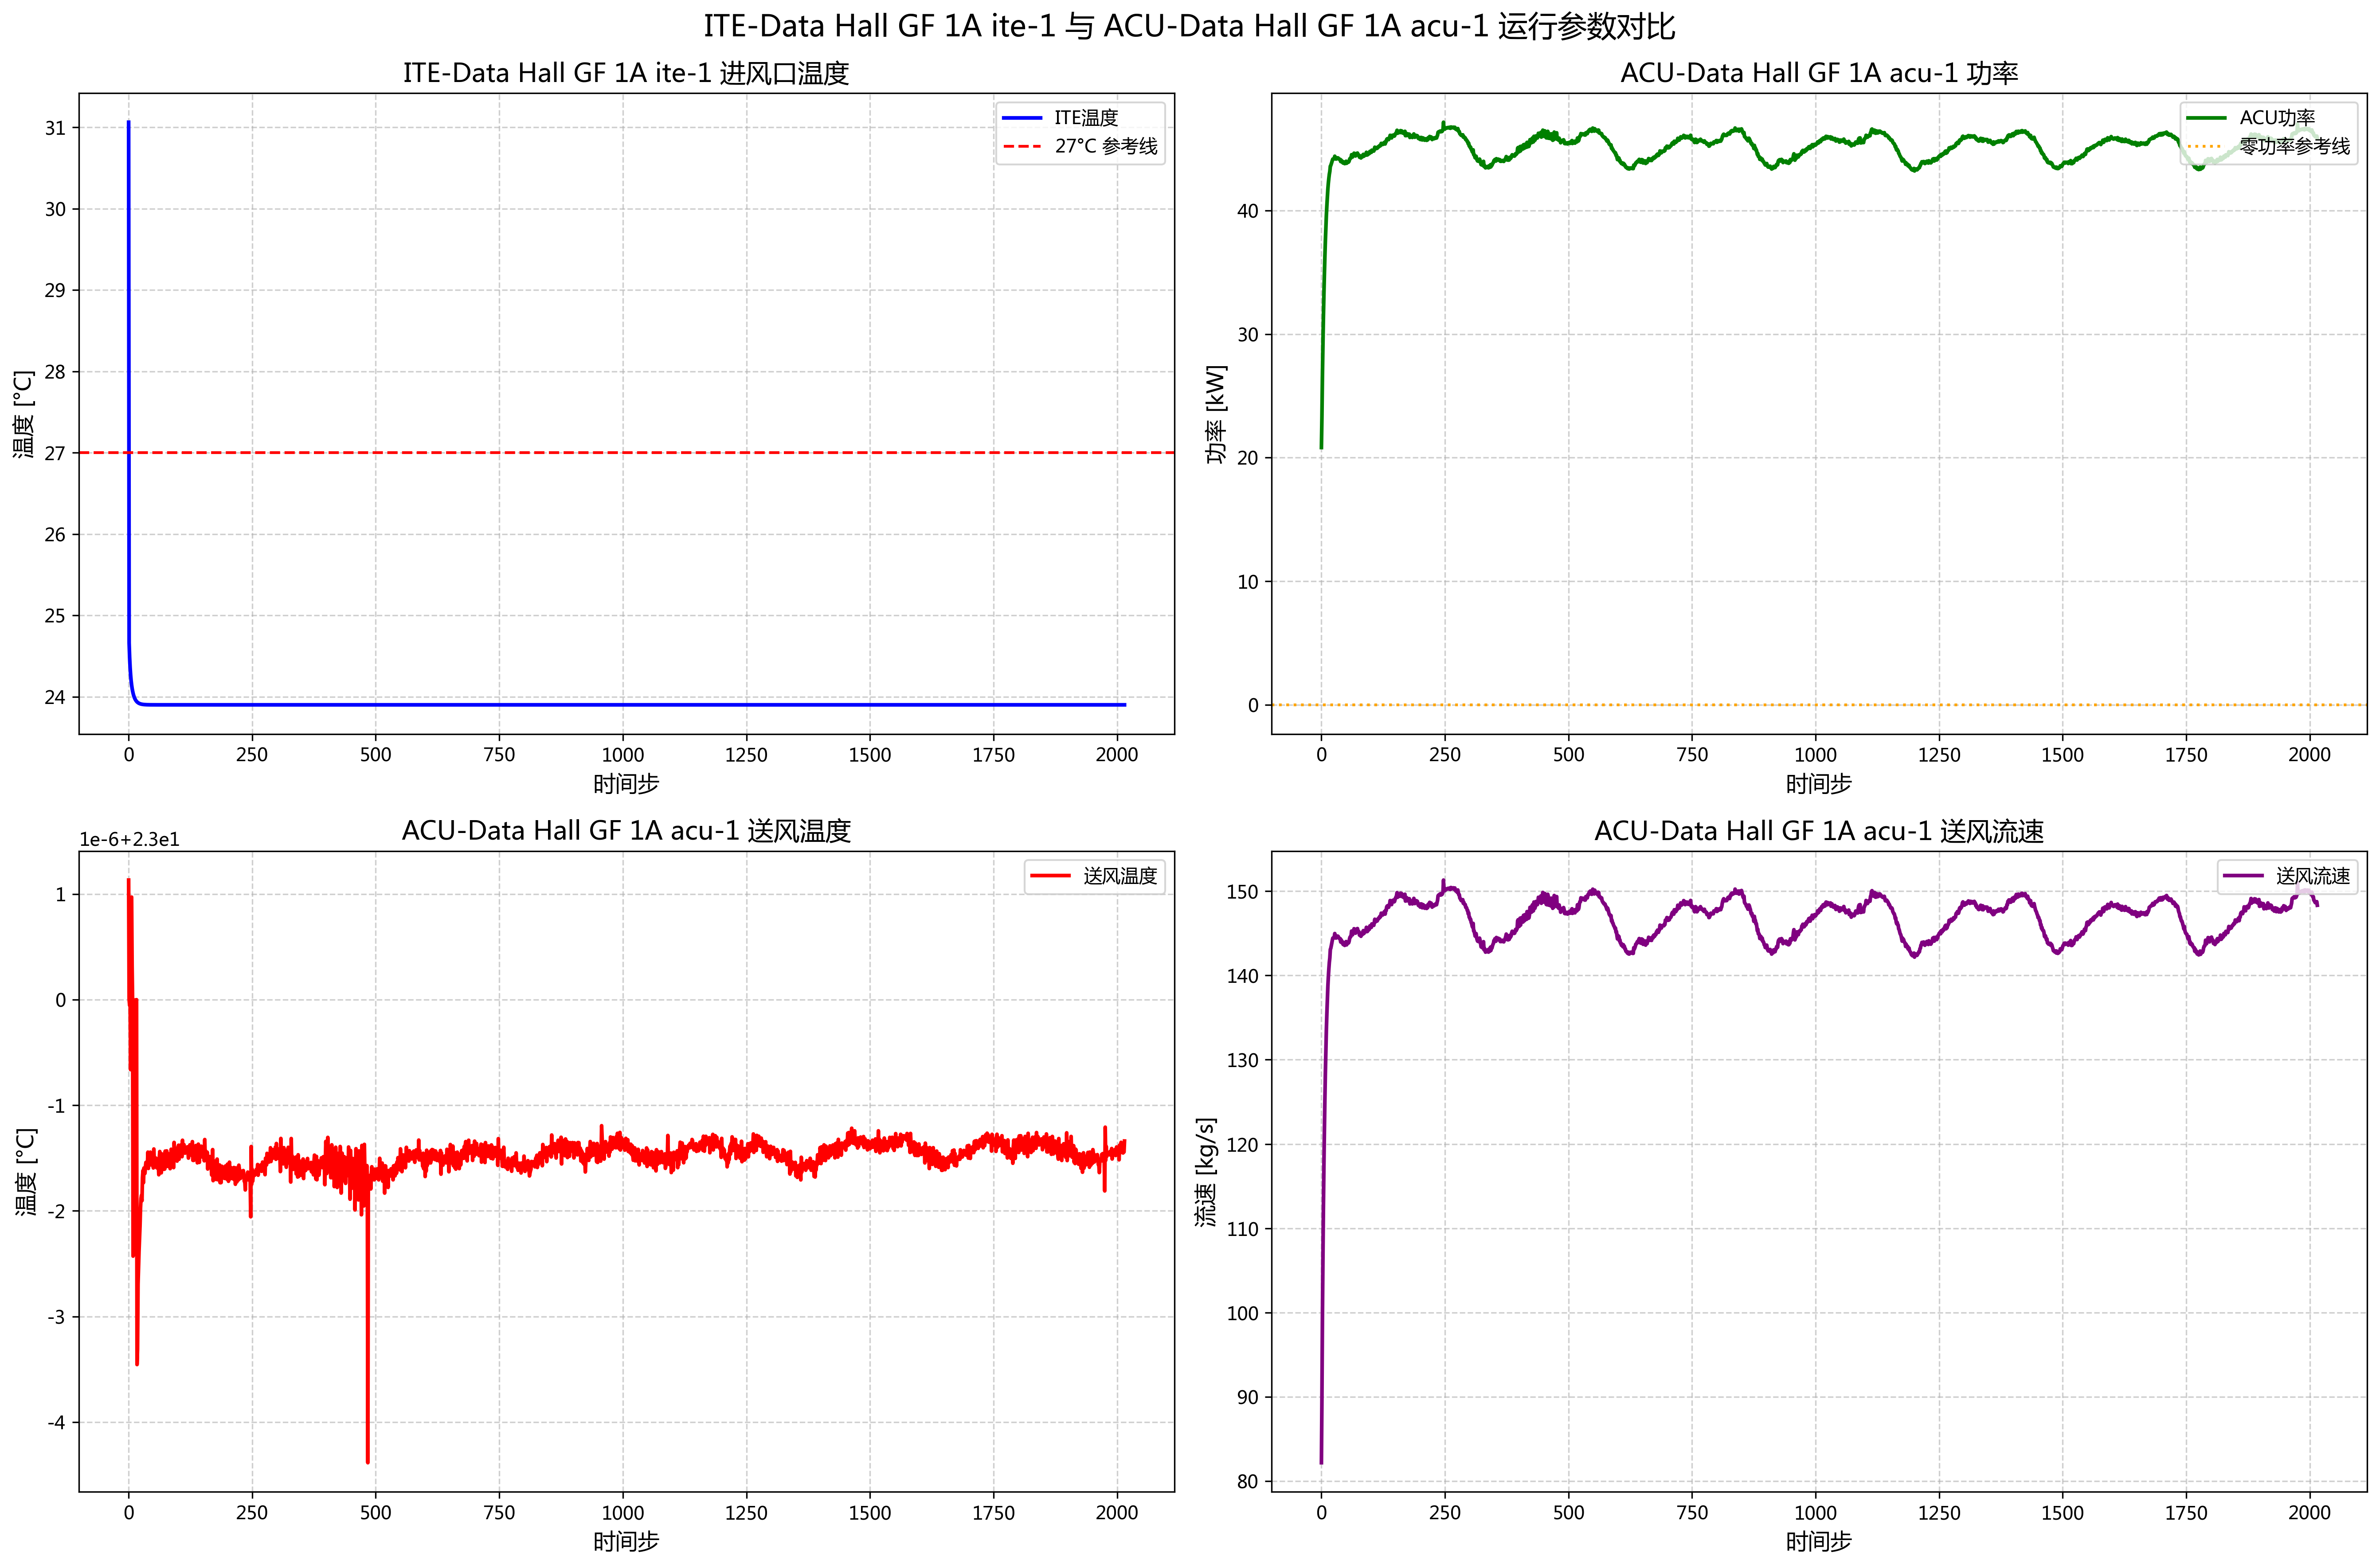 ITE-Data Hall GF 1A ite-1 与 ACU-Data Hall GF 1A acu-1 运行参数对比
ITE-Data Hall GF 1A ite-1 进风口温度
ITE温度
27°C 参考线
温度 [°C]
31
30
29
28
27
26
25
24
0 250 500 750 1000 1250 1500 1750 2000
时间步
ACU-Data Hall GF 1A acu-1 功率
ACU功率
零功率参考线
功率 [kW]
40
30
20
10
0
0 250 500 750 1000 1250 1500 1750 2000
时间步
ACU-Data Hall GF 1A acu-1 送风温度
1e-6+2.3e1
送风温度
温度 [°C]
1
0
-1
-2
-3
-4
0 250 500 750 1000 1250 1500 1750 2000
时间步
ACU-Data Hall GF 1A acu-1 送风流速
送风流速
流速 [kg/s]
150
140
130
120
110
100
90
80
0 250 500 750 1000 1250 1500 1750 2000
时间步